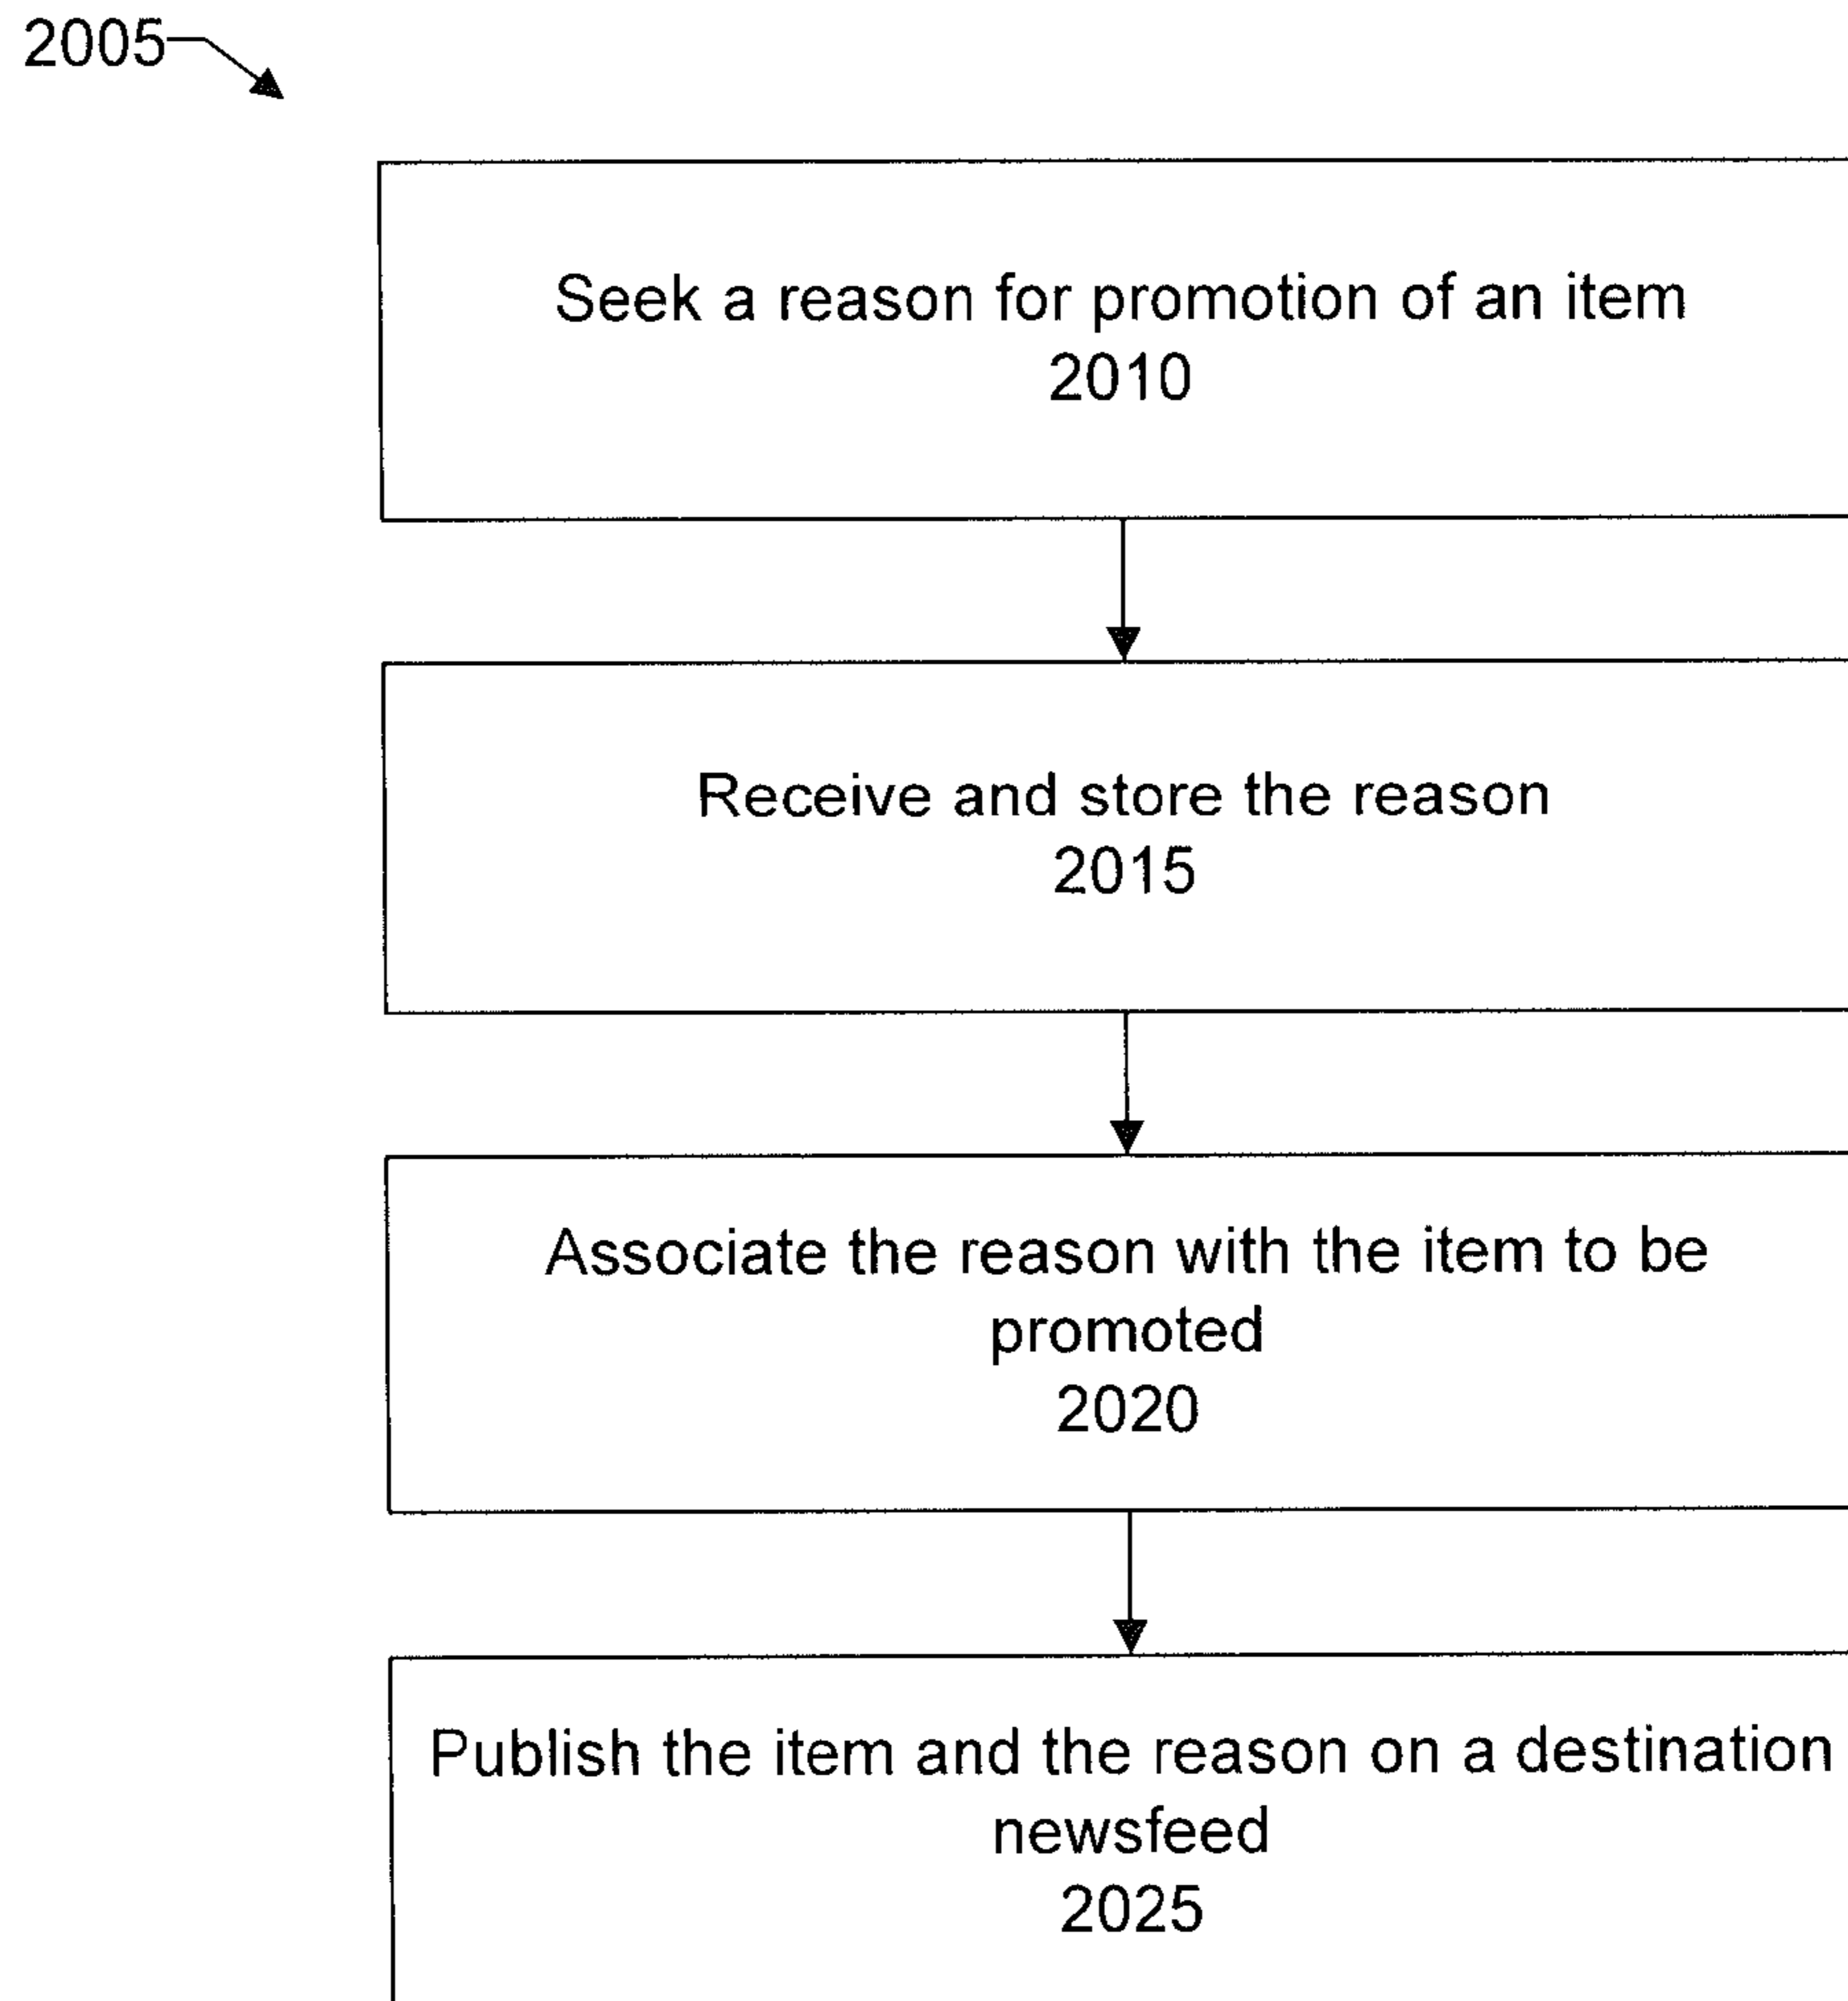 2005
Seek a reason for promotion of an item
2010
Receive and store the reason
2015
Associate the reason with the item to be
promoted
2020
Publish the item and the reason on a destination
newsfeed
2025